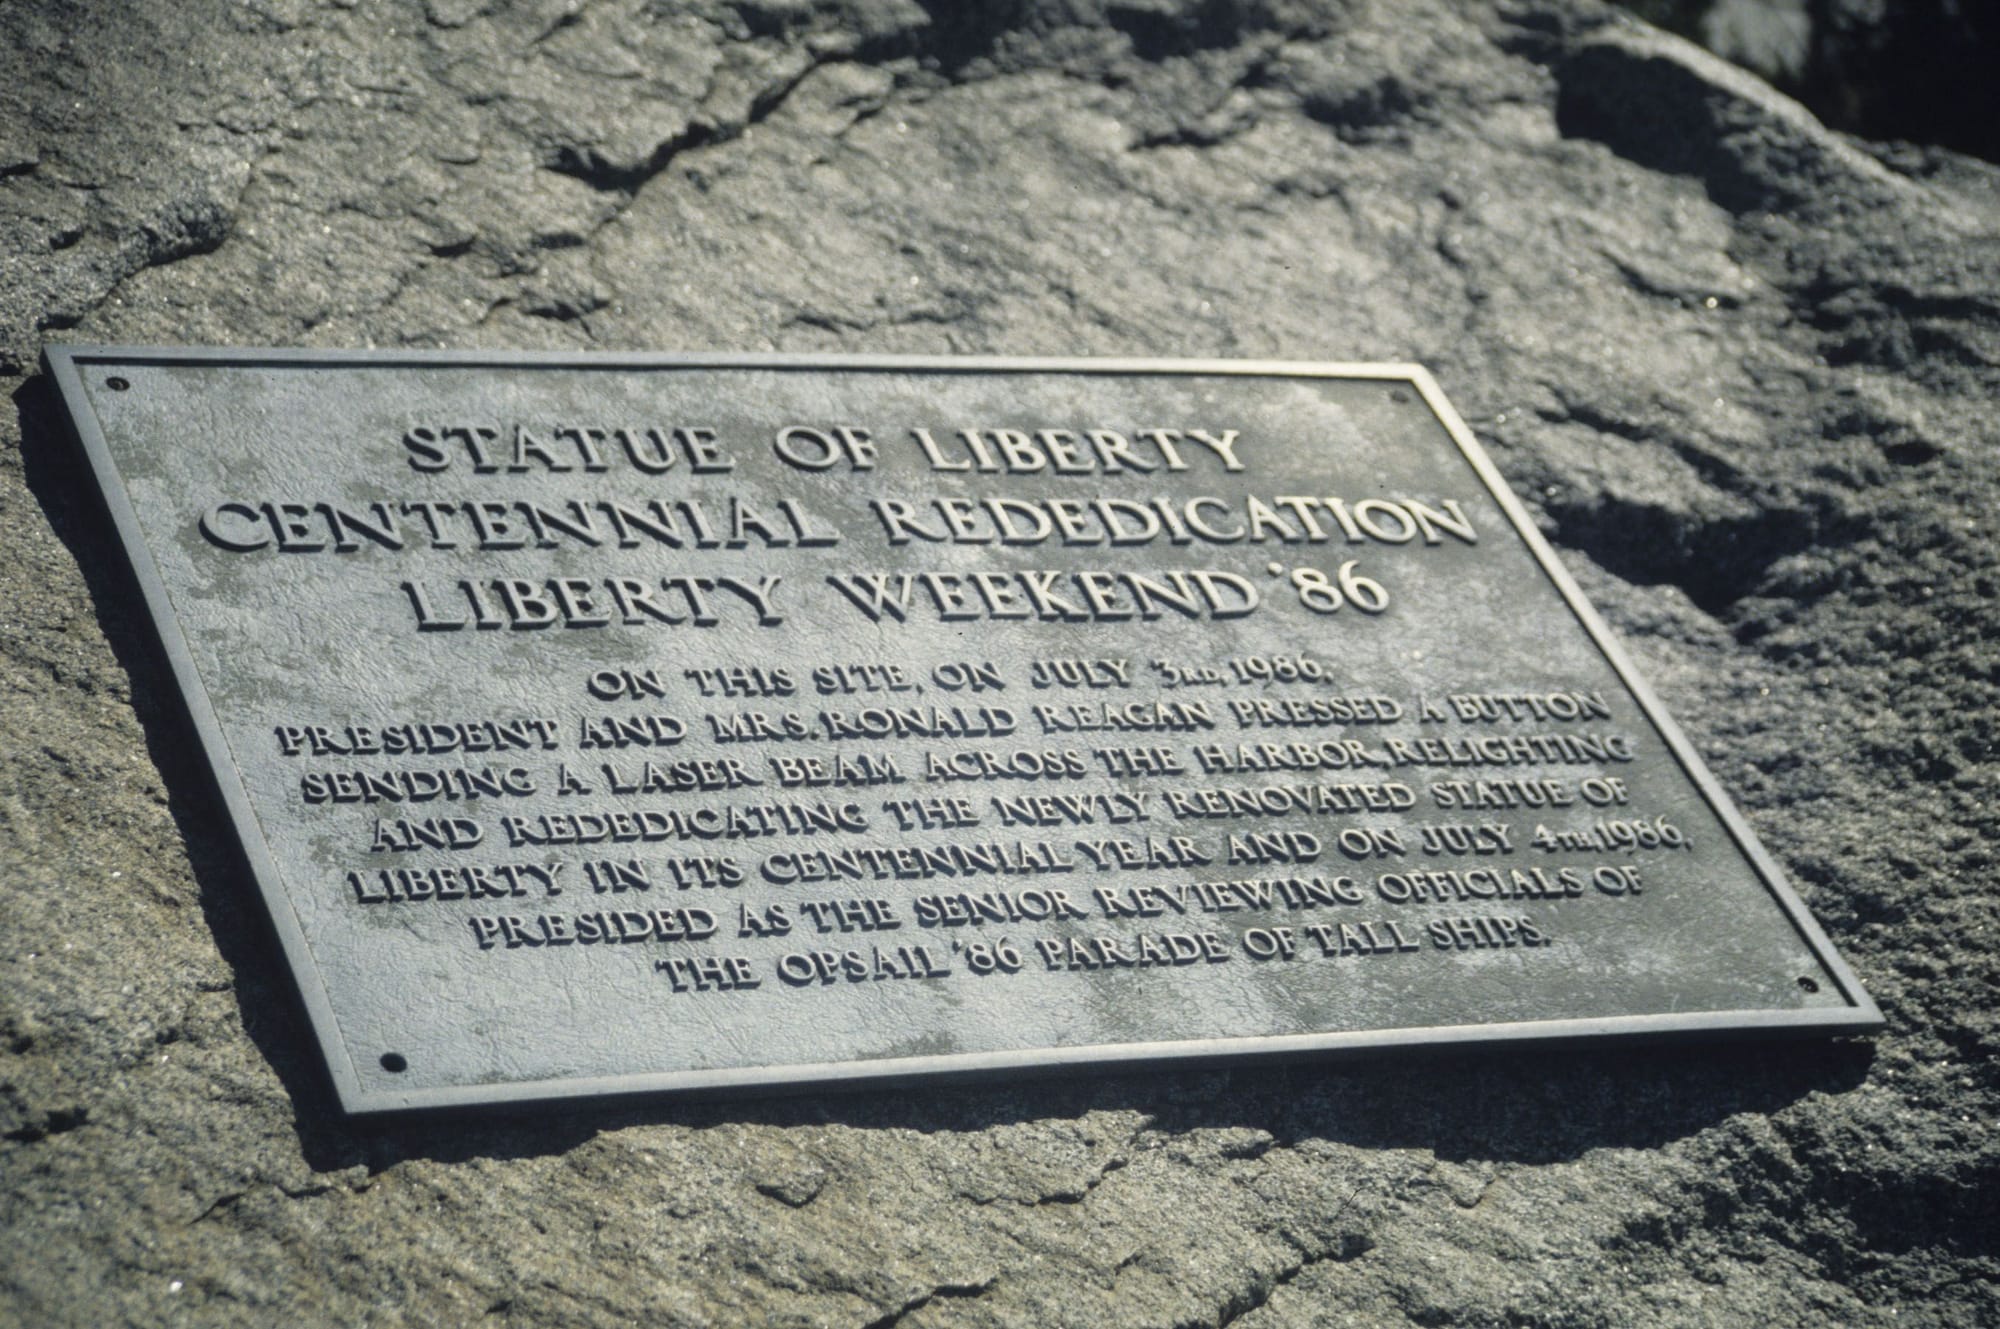 STATUE OF LIBERTY
CENTENNIAL REDEDICATION
LIBERTY WEEKEND '86
ON THIS SITE, ON JULY 3RD, 1986,
PRESIDENT AND MRS. RONALD REAGAN PRESSED A BUTTON
SENDING A LASER BEAM ACROSS THE HARBOR, RELIGHTING
AND REDEDICATING THE NEWLY RENOVATED STATUE OF
LIBERTY IN ITS CENTENNIAL YEAR AND ON JULY 4TH, 1986,
PRESIDED AS THE SENIOR REVIEWING OFFICIALS OF
THE OPSAIL '86 PARADE OF TALL SHIPS.